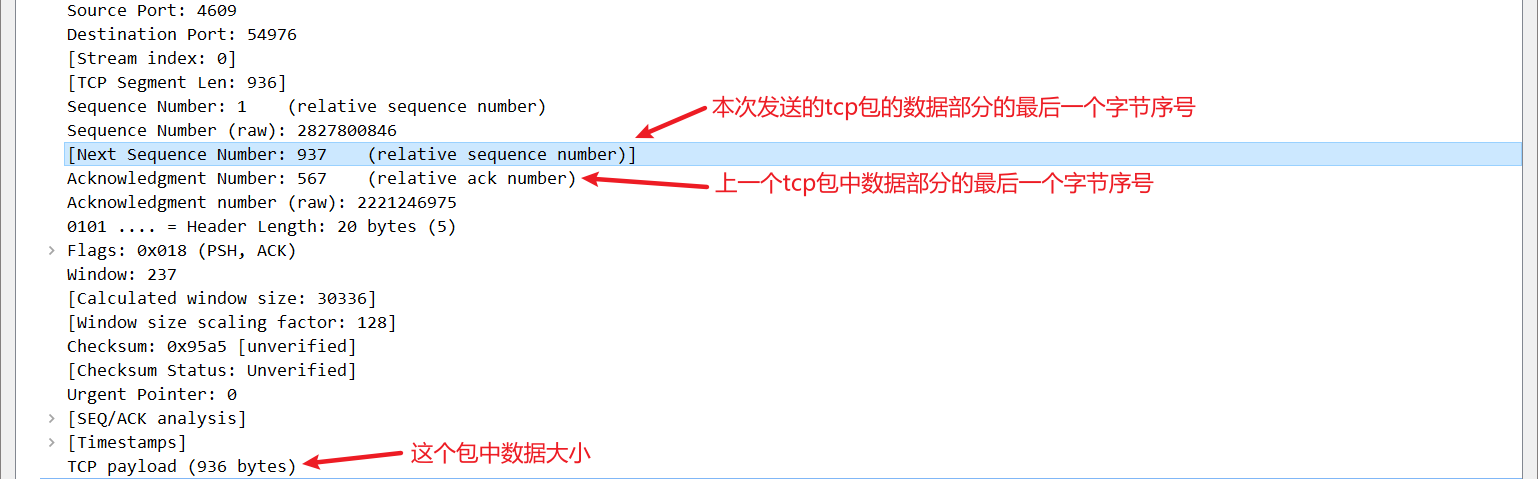 Source Port: 4609
Destination Port: 54976
[Stream index: 0]
[TCP Segment Len: 936]
Sequence Number: 1    (relative sequence number)
本次发送的tcp包的数据部分的最后一个字节序号
Sequence Number (raw): 2827800846
[Next Sequence Number: 937    (relative sequence number)]
Acknowledgment Number: 567    (relative ack number)
上一个tcp包中数据部分的最后一个字节序号
Acknowledgment number (raw): 2221246975
0101 .... = Header Length: 20 bytes (5)
Flags: 0x018 (PSH, ACK)
Window: 237
[Calculated window size: 30336]
[Window size scaling factor: 128]
Checksum: 0x95a5 [unverified]
[Checksum Status: Unverified]
Urgent Pointer: 0
[SEQ/ACK analysis]
[Timestamps]
这个包中数据大小
TCP payload (936 bytes)